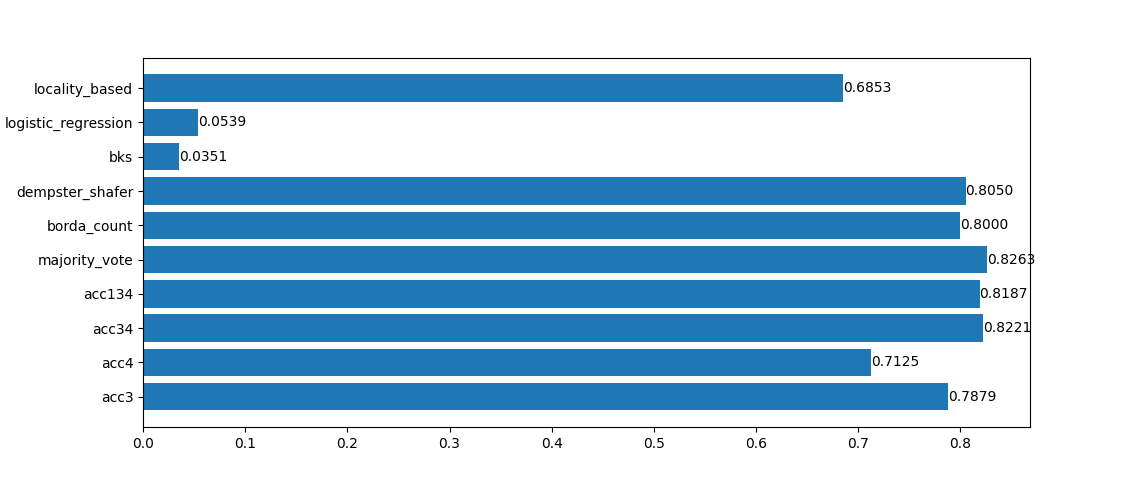 locality_based 0.6853
logistic_regression 0.0539
bks 0.0351
dempster_shafer 0.8050
borda_count 0.8000
majority_vote 0.8263
acc134 0.8187
acc34 0.8221
acc4 0.7125
acc3 0.7879
0.0 0.1 0.2 0.3 0.4 0.5 0.6 0.7 0.8